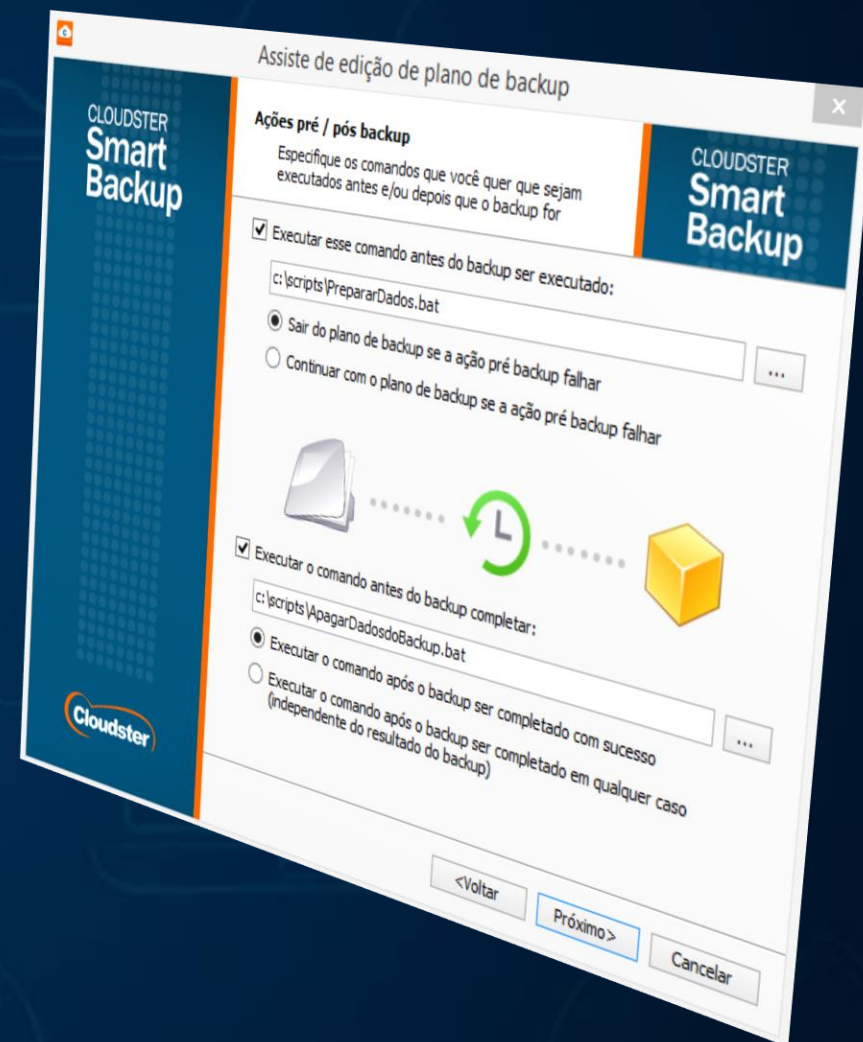 Assiste de edição de plano de backup
x
CLOUDSTER
Smart
Backup
Ações pré / pós backup
Especifique os comandos que você quer que sejam
executados antes e/ou depois que o backup for
CLOUDSTER
Smart
Backup
Executar esse comando antes do backup ser executado:
c:\scripts\PrepararDados.bat
...
Sair do plano de backup se a ação pré backup falhar
Continuar com o plano de backup se a ação pré backup falhar
Executar o comando antes do backup completar:
c:\scripts\ApagarDadosdoBackup.bat
...
Executar o comando após o backup ser completado com sucesso
Executar o comando após o backup ser completado em qualquer caso
(independente do resultado do backup)
Cloudster
<Voltar
Próximo>
Cancelar